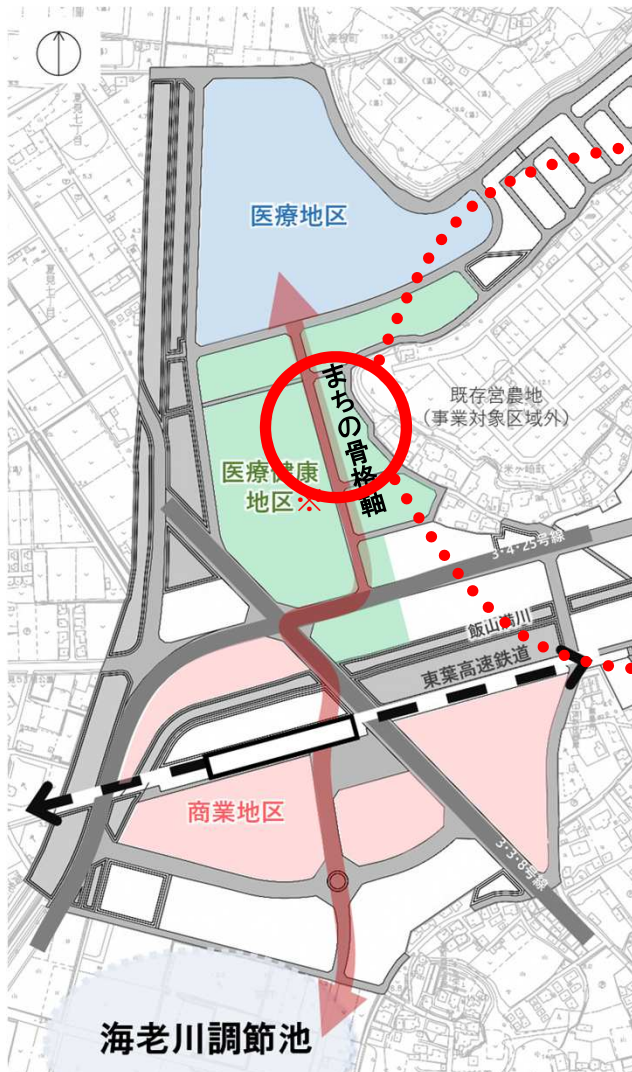 医療地区
まちの骨格軸
既存営農地
（事業対象区域外）
医療健康
地区※
3・4・25号線
飯山満川
東葉高速鉄道
商業地区
3・3・8号線
海老川調節池